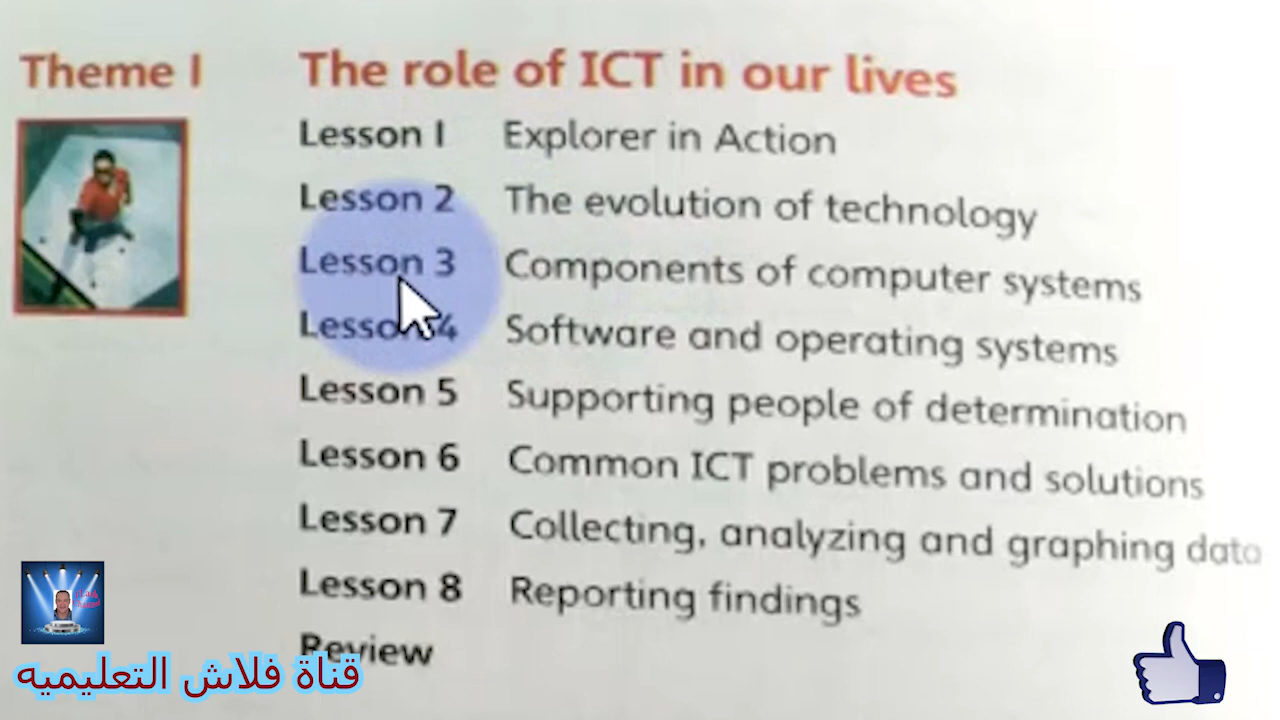 Theme 1 The role of ICT in our lives
Lesson 1 Explorer in Action
Lesson 2 The evolution of technology
Lesson 3 Components of computer systems
Lesson 4 Software and operating systems
Lesson 5 Supporting people of determination
Lesson 6 Common ICT problems and solutions
Lesson 7 Collecting, analyzing and graphing data
Lesson 8 Reporting findings
Review
قناة فلاش التعليميه